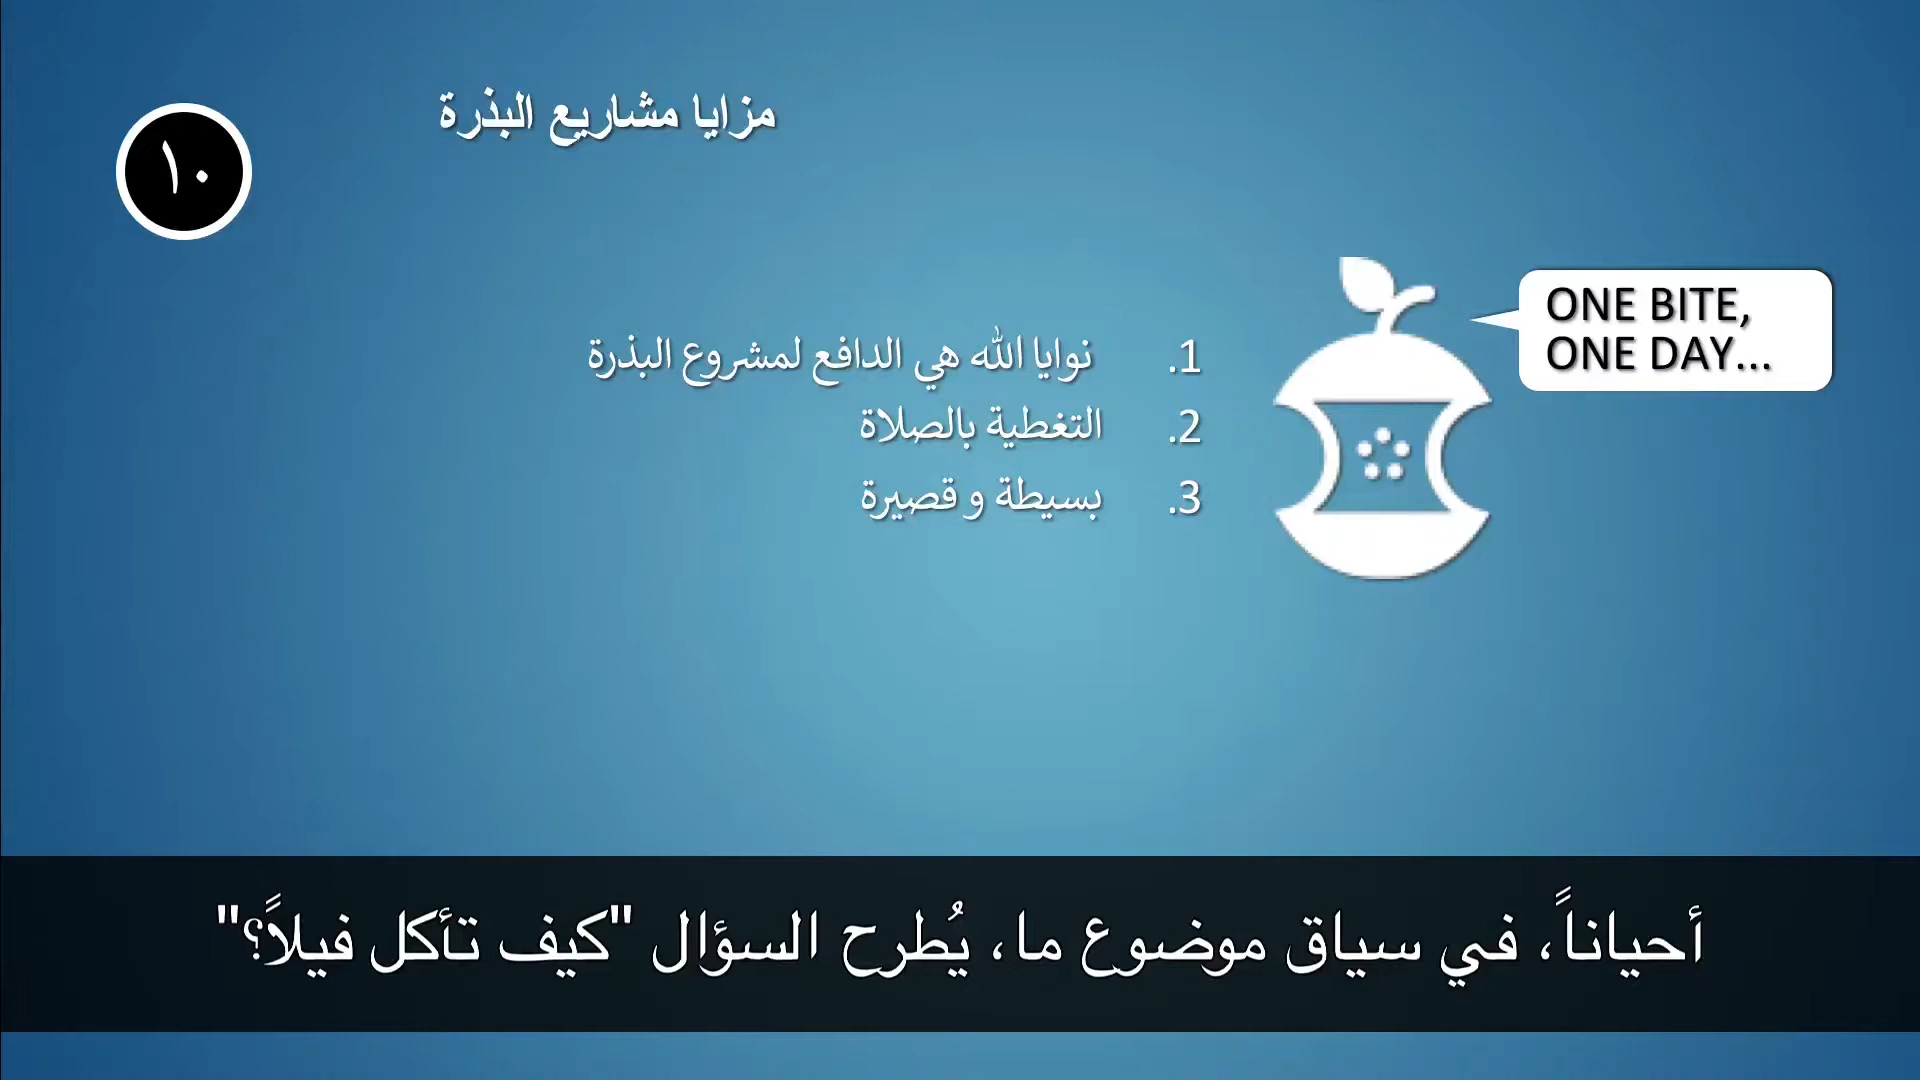 مزايا مشاريع البذرة
١٠
ONE BITE,
ONE DAY...
1. نوايا الله هي الدافع لمشروع البذرة
2. التغطية بالصلاة
3. بسيطة و قصيرة
أحياناً، في سياق موضوع ما، يُطرح السؤال "كيف تأكل فيلاً؟"